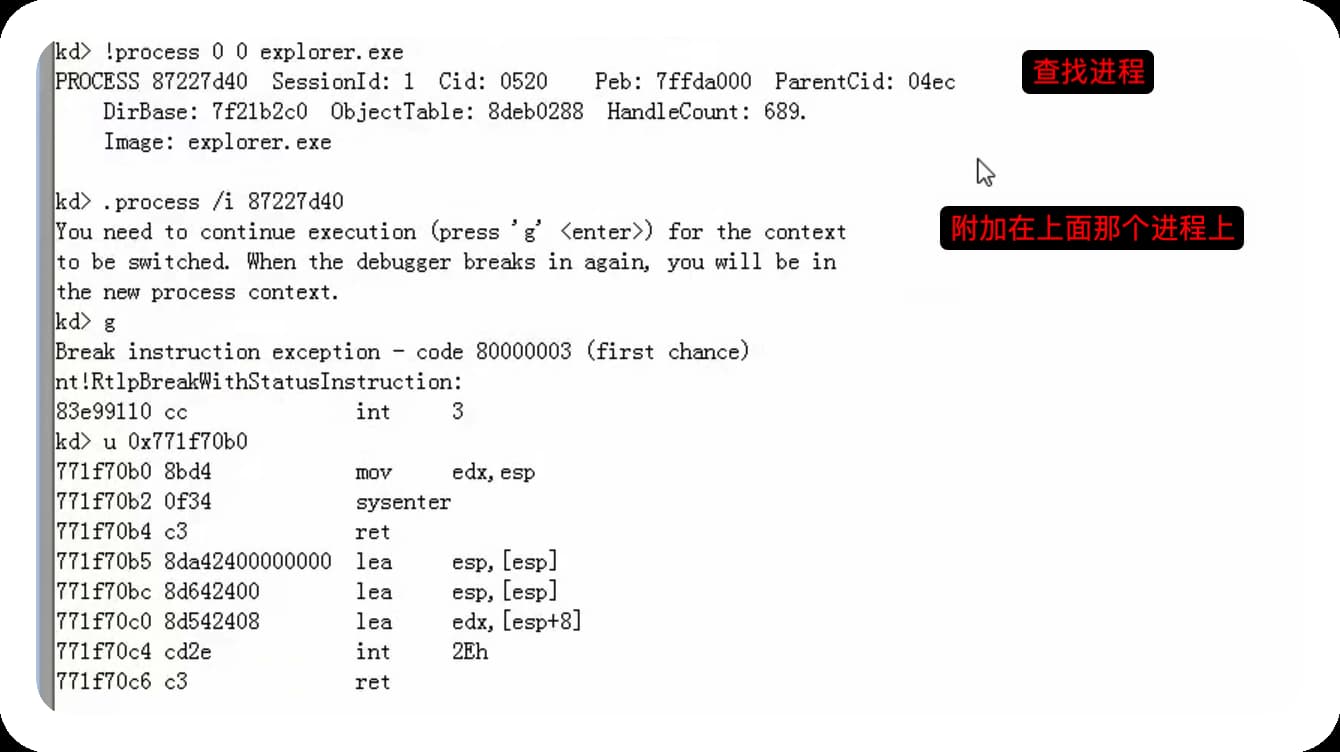 kd> !process 0 0 explorer.exe
查找进程
PROCESS 87227d40 SessionId: 1 Cid: 0520 Peb: 7ffda000 ParentCid: 04ec
DirBase: 7f21b2c0 ObjectTable: 8deb0288 HandleCount: 689.
Image: explorer.exe
kd> .process /i 87227d40
附加在上面那个进程上
You need to continue execution (press 'g' <enter>) for the context
to be switched. When the debugger breaks in again, you will be in
the new process context.
kd> g
Break instruction exception - code 80000003 (first chance)
nt!RtlpBreakWithStatusInstruction:
83e99110 cc int 3
kd> u 0x771f70b0
771f70b0 8bd4 mov edx,esp
771f70b2 0f34 sysenter
771f70b4 c3 ret
771f70b5 8da42400000000 lea esp,[esp]
771f70bc 8d642400 lea esp,[esp]
771f70c0 8d542408 lea edx,[esp+8]
771f70c4 cd2e int 2Eh
771f70c6 c3 ret